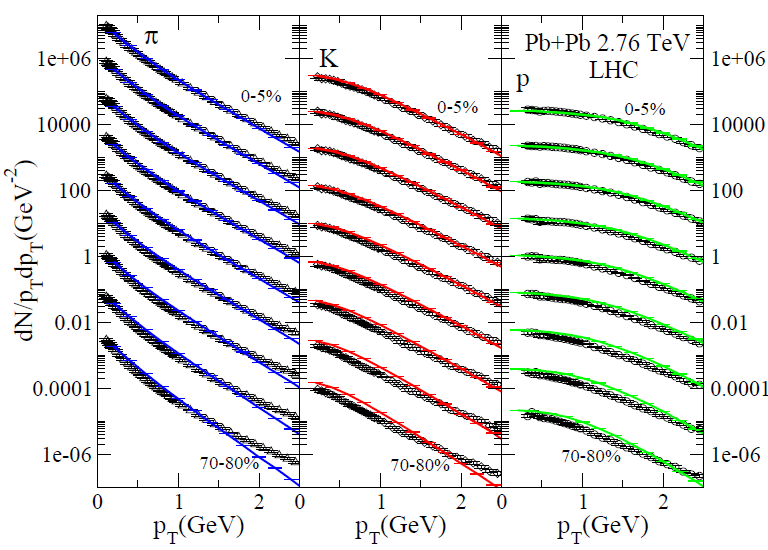 π
K
Pb+Pb 2.76 TeV
LHC
p
0-5%
0-5%
0-5%
1e+06
10000
100
1
0.01
0.0001
1e-06
1e+06
10000
100
1
0.01
0.0001
1e-06
dN/p_T dp_T (GeV^-2)
70-80%
70-80%
70-80%
0 1 2 0 1 2 0 1 2
p_T(GeV) p_T(GeV) p_T(GeV)